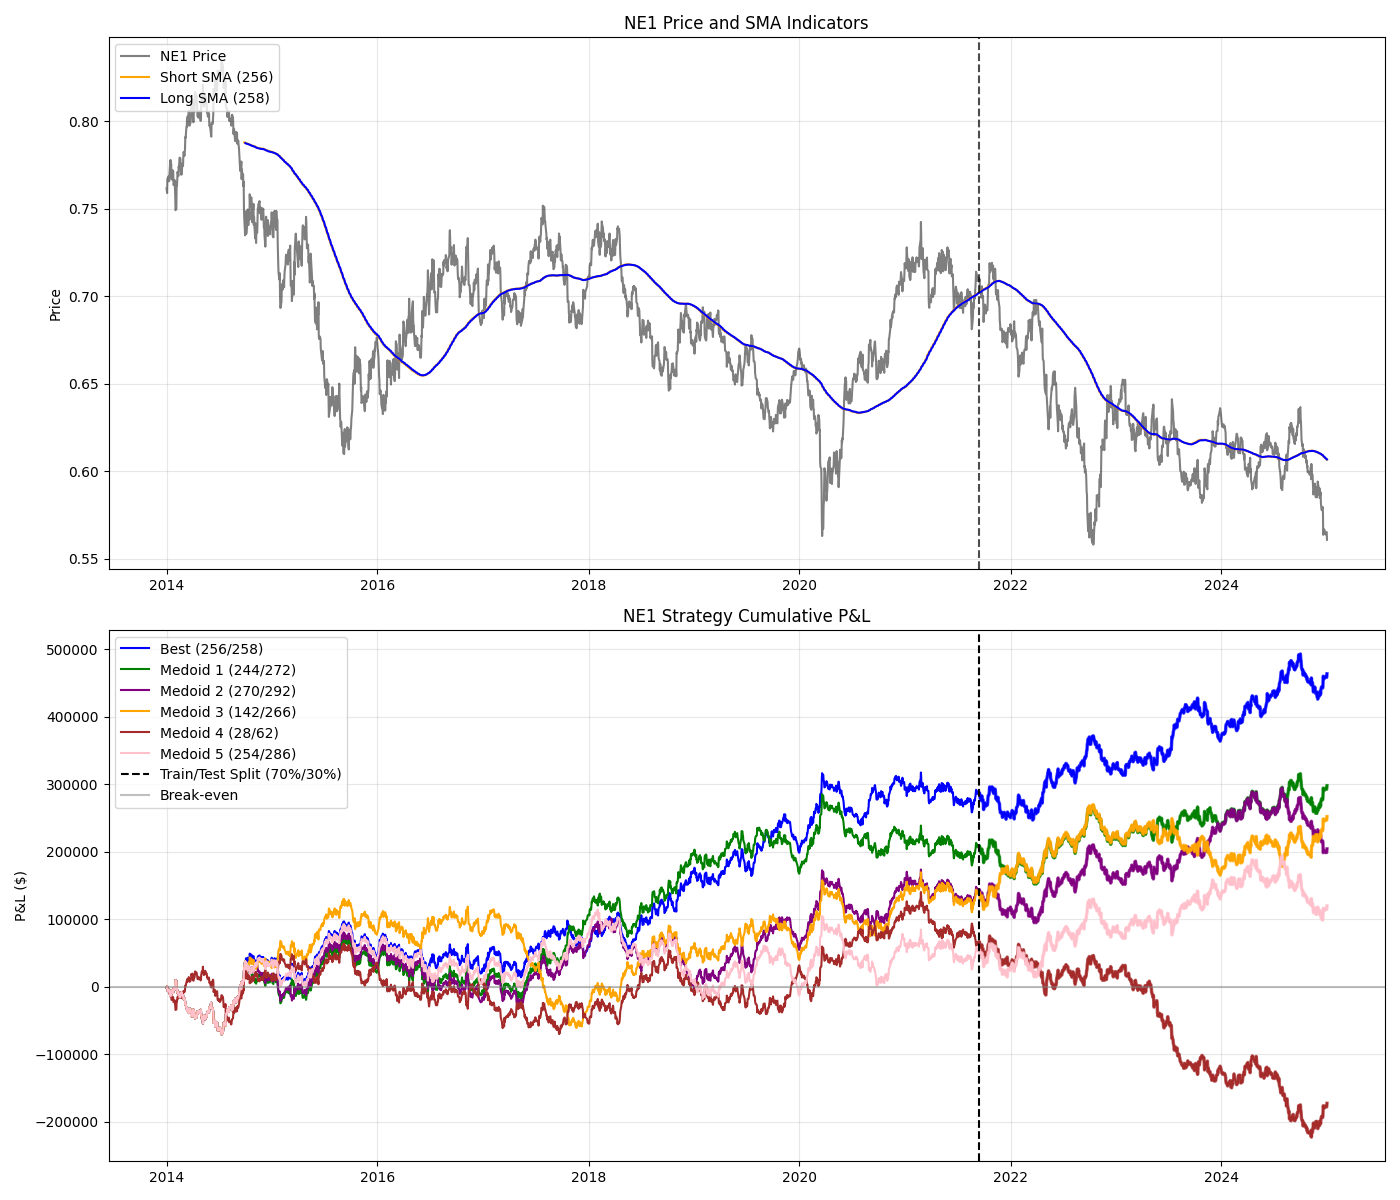 NE1 Price and SMA Indicators
NE1 Price
Short SMA (256)
Long SMA (258)
Price
0.80
0.75
0.70
0.65
0.60
0.55
2014 2016 2018 2020 2022 2024
NE1 Strategy Cumulative P&L
Best (256/258)
Medoid 1 (244/272)
Medoid 2 (270/292)
Medoid 3 (142/266)
Medoid 4 (28/62)
Medoid 5 (254/286)
Train/Test Split (70%/30%)
Break-even
P&L ($)
500000
400000
300000
200000
100000
0
−100000
−200000
2014 2016 2018 2020 2022 2024